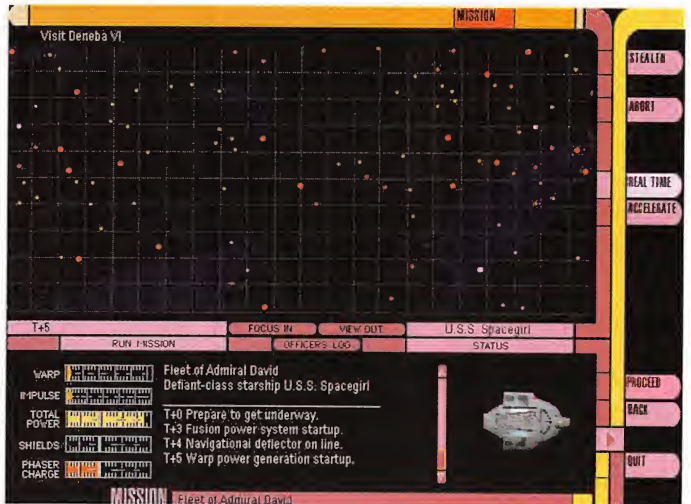 MISSION
Visit Deneba VI.
STEALTH
ABORT
REAL TIME
ACCELERATE
T+5
FOCUS IN
VIEW OUT
U.S.S. Spacegirl
RUN MISSION
OFFICERS LOG
STATUS
WARP
IMPULSE
TOTAL POWER
SHIELDS
PHASER CHARGE
Fleet of Admiral David
Defiant-class starship U.S.S. Spacegirl
T+0 Prepare to get underway.
T+3 Fusion power system startup.
T+4 Navigational deflector on line.
T+5 Warp power generation startup.
PROCEED
BACK
QUIT
MISSION
Fleet of Admiral David